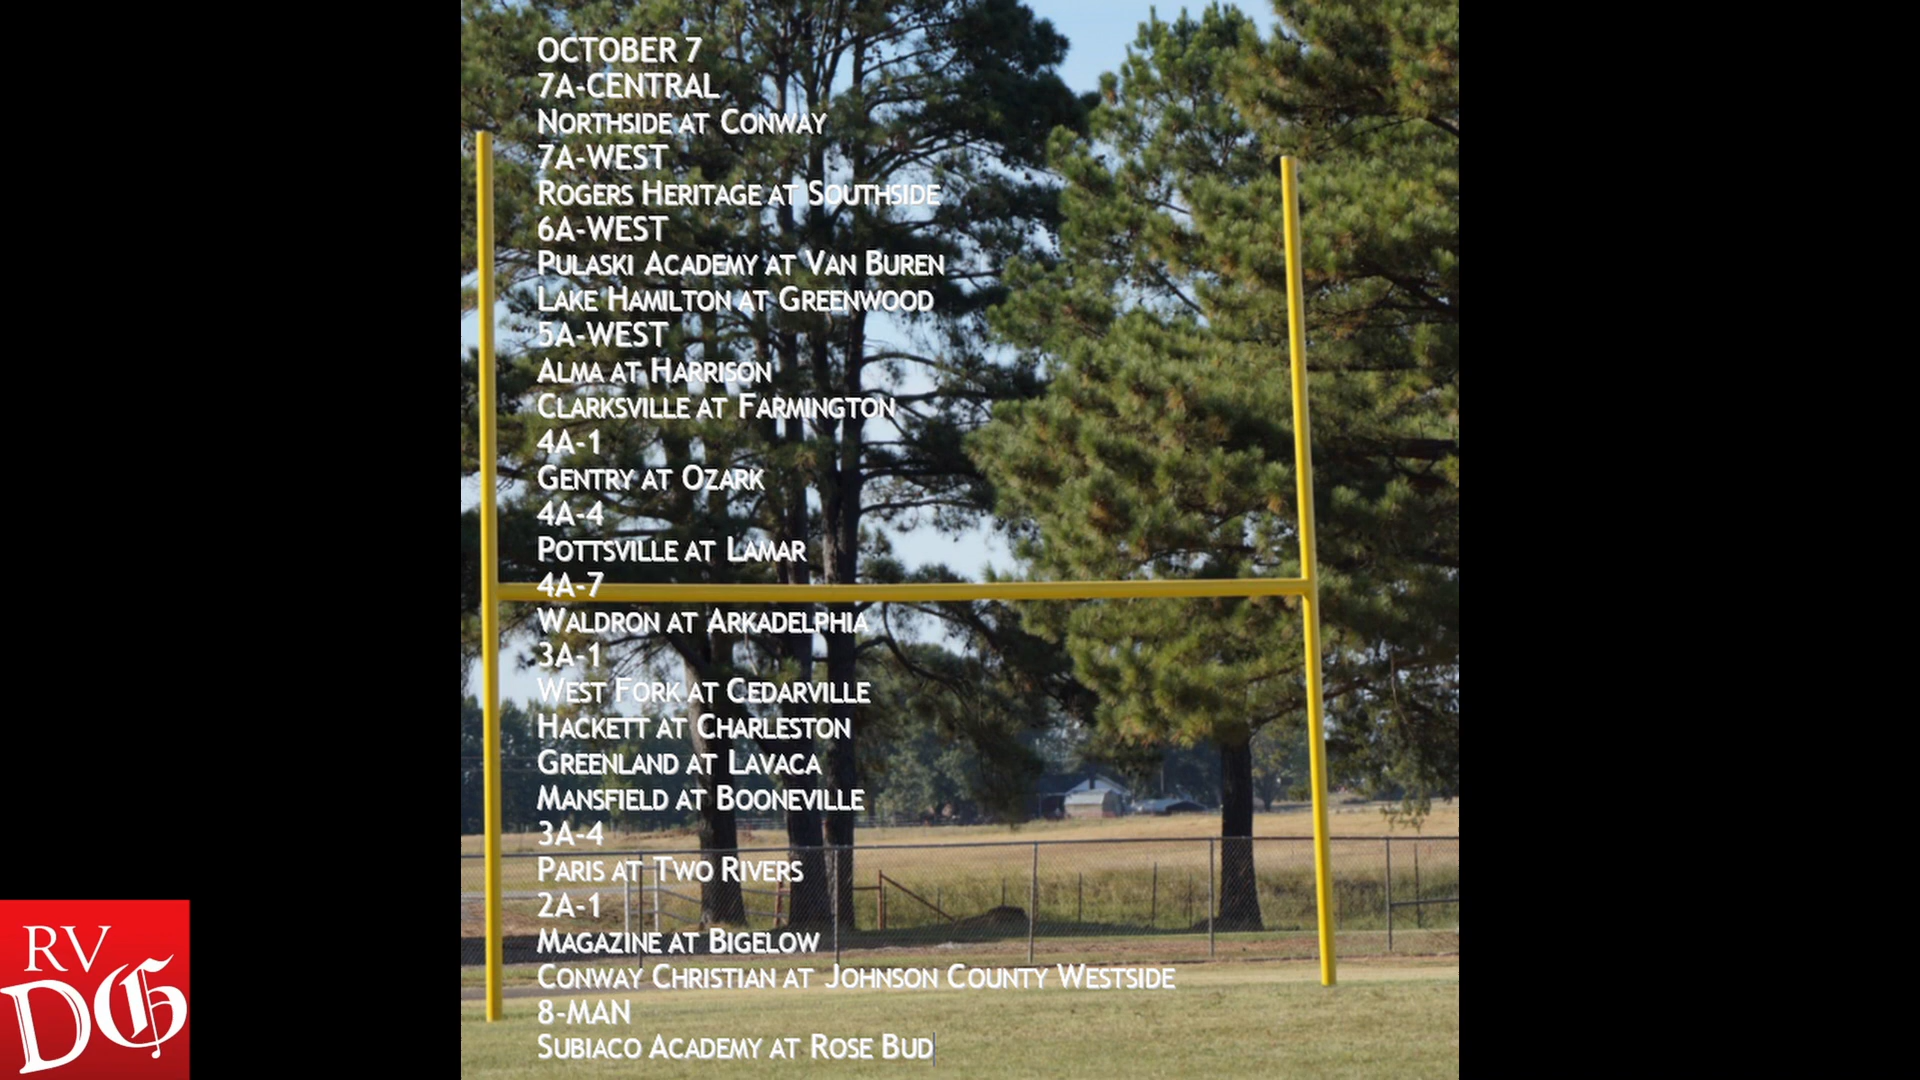 OCTOBER 7
7A-CENTRAL
NORTHSIDE AT CONWAY
7A-WEST
ROGERS HERITAGE AT SOUTHSIDE
6A-WEST
PULASKI ACADEMY AT VAN BUREN
LAKE HAMILTON AT GREENWOOD
5A-WEST
ALMA AT HARRISON
CLARKSVILLE AT FARMINGTON
4A-1
GENTRY AT OZARK
4A-4
POTTSVILLE AT LAMAR
4A-7
WALDRON AT ARKADELPHIA
3A-1
WEST FORK AT CEDARVILLE
HACKETT AT CHARLESTON
GREENLAND AT LAVACA
MANSFIELD AT BOONEVILLE
3A-4
PARIS AT TWO RIVERS
2A-1
MAGAZINE AT BIGELOW
CONWAY CHRISTIAN AT JOHNSON COUNTY WESTSIDE
8-MAN
SUBIACO ACADEMY AT ROSE BUD
RV
DG